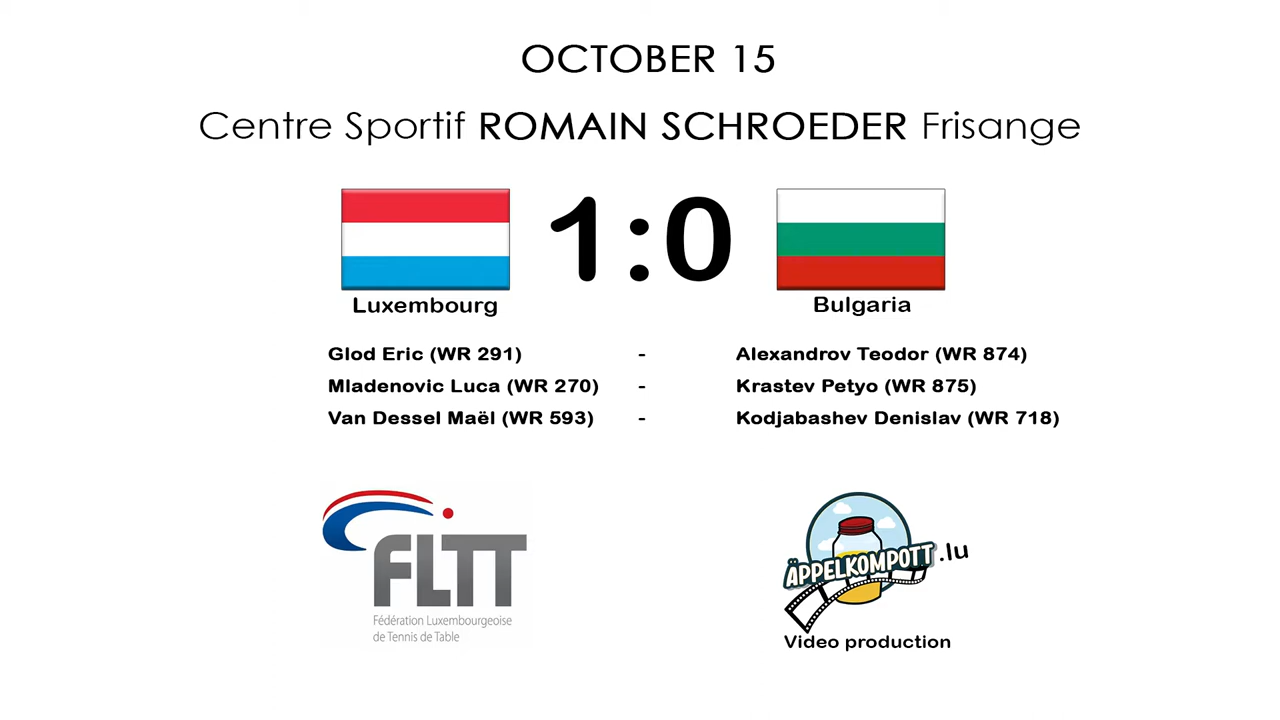 OCTOBER 15
Centre Sportif ROMAIN SCHROEDER Frisange
1:0
Luxembourg
Bulgaria
Glod Eric (WR 291) - Alexandrov Teodor (WR 874)
Mladenovic Luca (WR 270) - Krastev Petyo (WR 875)
Van Dessel Maël (WR 593) - Kodjabashev Denislav (WR 718)
FLTT
Fédération Luxembourgeoise
de Tennis de Table
ÄPPELKOMPOTT.lu
Video production